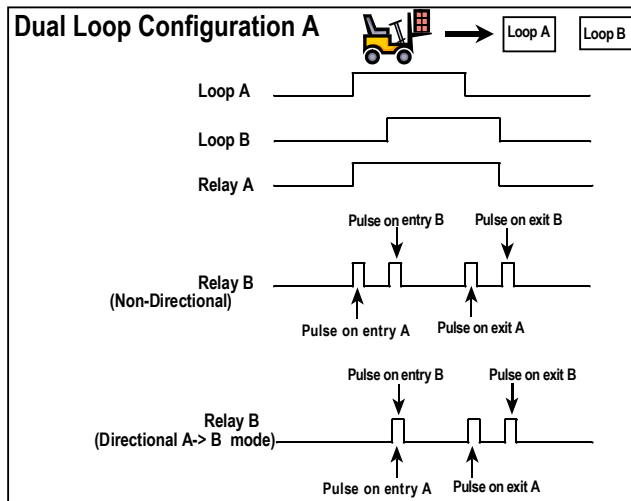 Dual Loop Configuration A
Loop A
Loop B
Loop A
Loop B
Relay A
Pulse on entry B
Pulse on exit B
Relay B
(Non-Directional)
Pulse on entry A
Pulse on exit A
Pulse on entry B
Pulse on exit B
Relay B
(Directional A-> B mode)
Pulse on entry A
Pulse on exit A